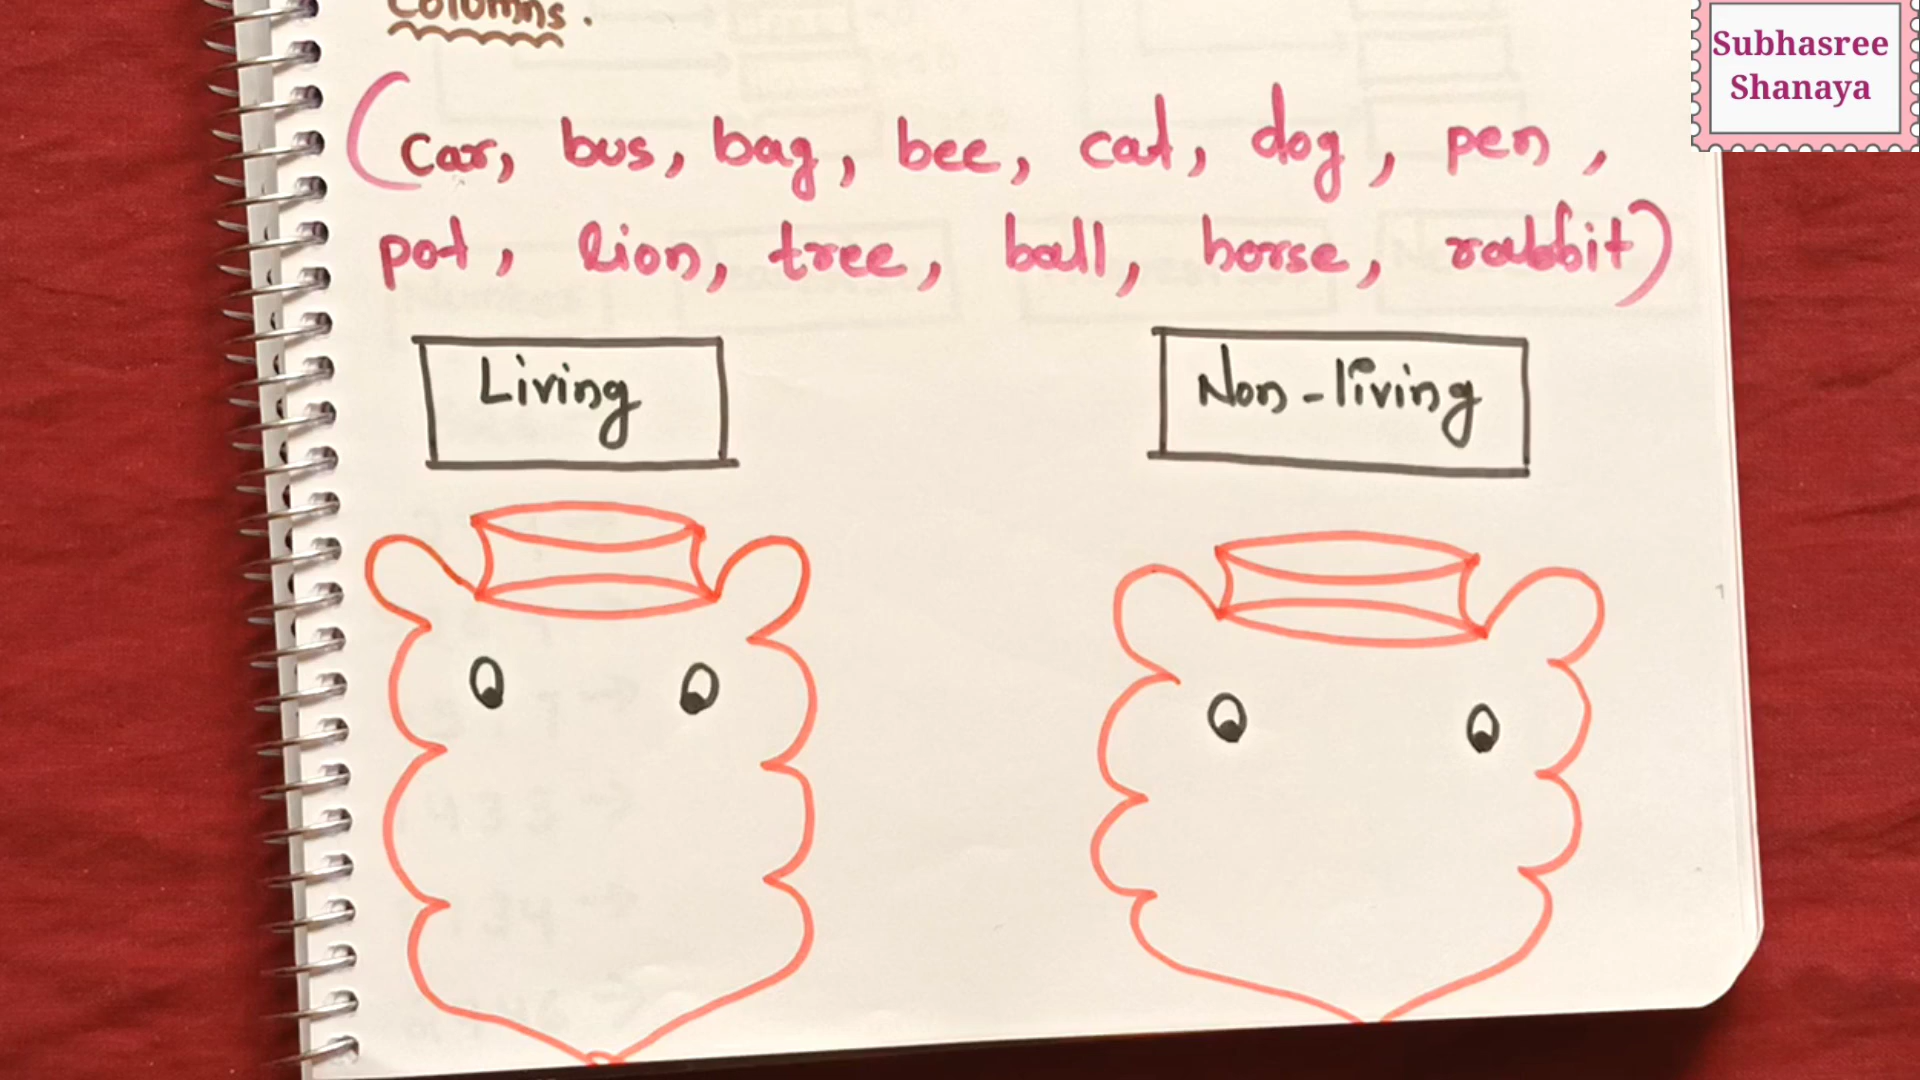 Columns.
(car, bus, bag, bee, cat, dog, pen,
pot, lion, tree, ball, horse, rabbit)
Living
Non-living
Subhasree
Shanaya